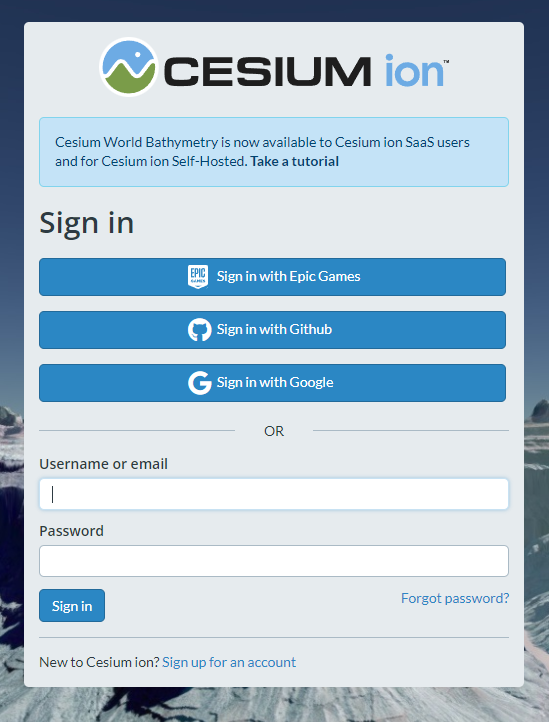 CESIUM ion™
Cesium World Bathymetry is now available to Cesium ion SaaS users
and for Cesium ion Self-Hosted. Take a tutorial
Sign in
EPIC GAMES Sign in with Epic Games
Sign in with Github
G Sign in with Google
OR
Username or email
Password
Sign in
Forgot password?
New to Cesium ion? Sign up for an account